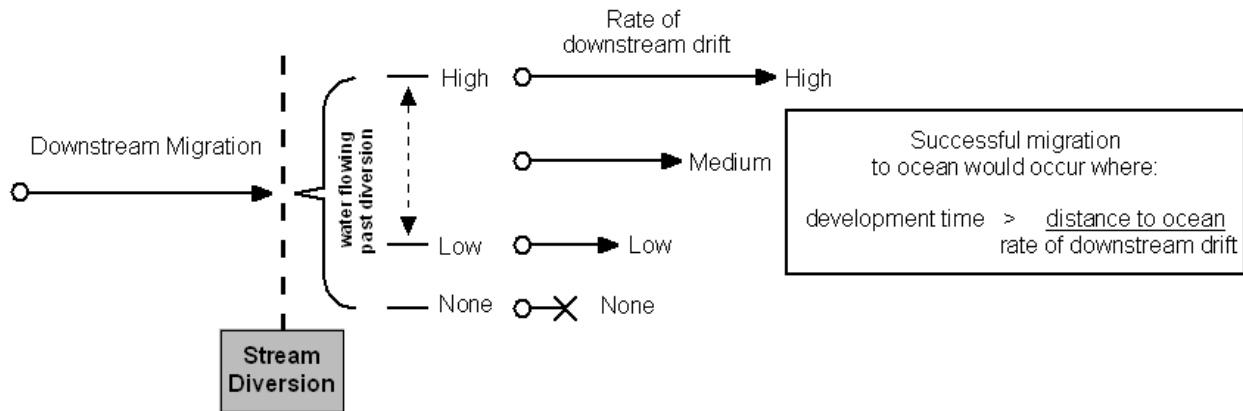 Rate of
downstream drift
High
High
Downstream Migration
water flowing
past diversion
Medium
Low
Low
None
None
Successful migration
to ocean would occur where:
development time > distance to ocean
rate of downstream drift
Stream
Diversion